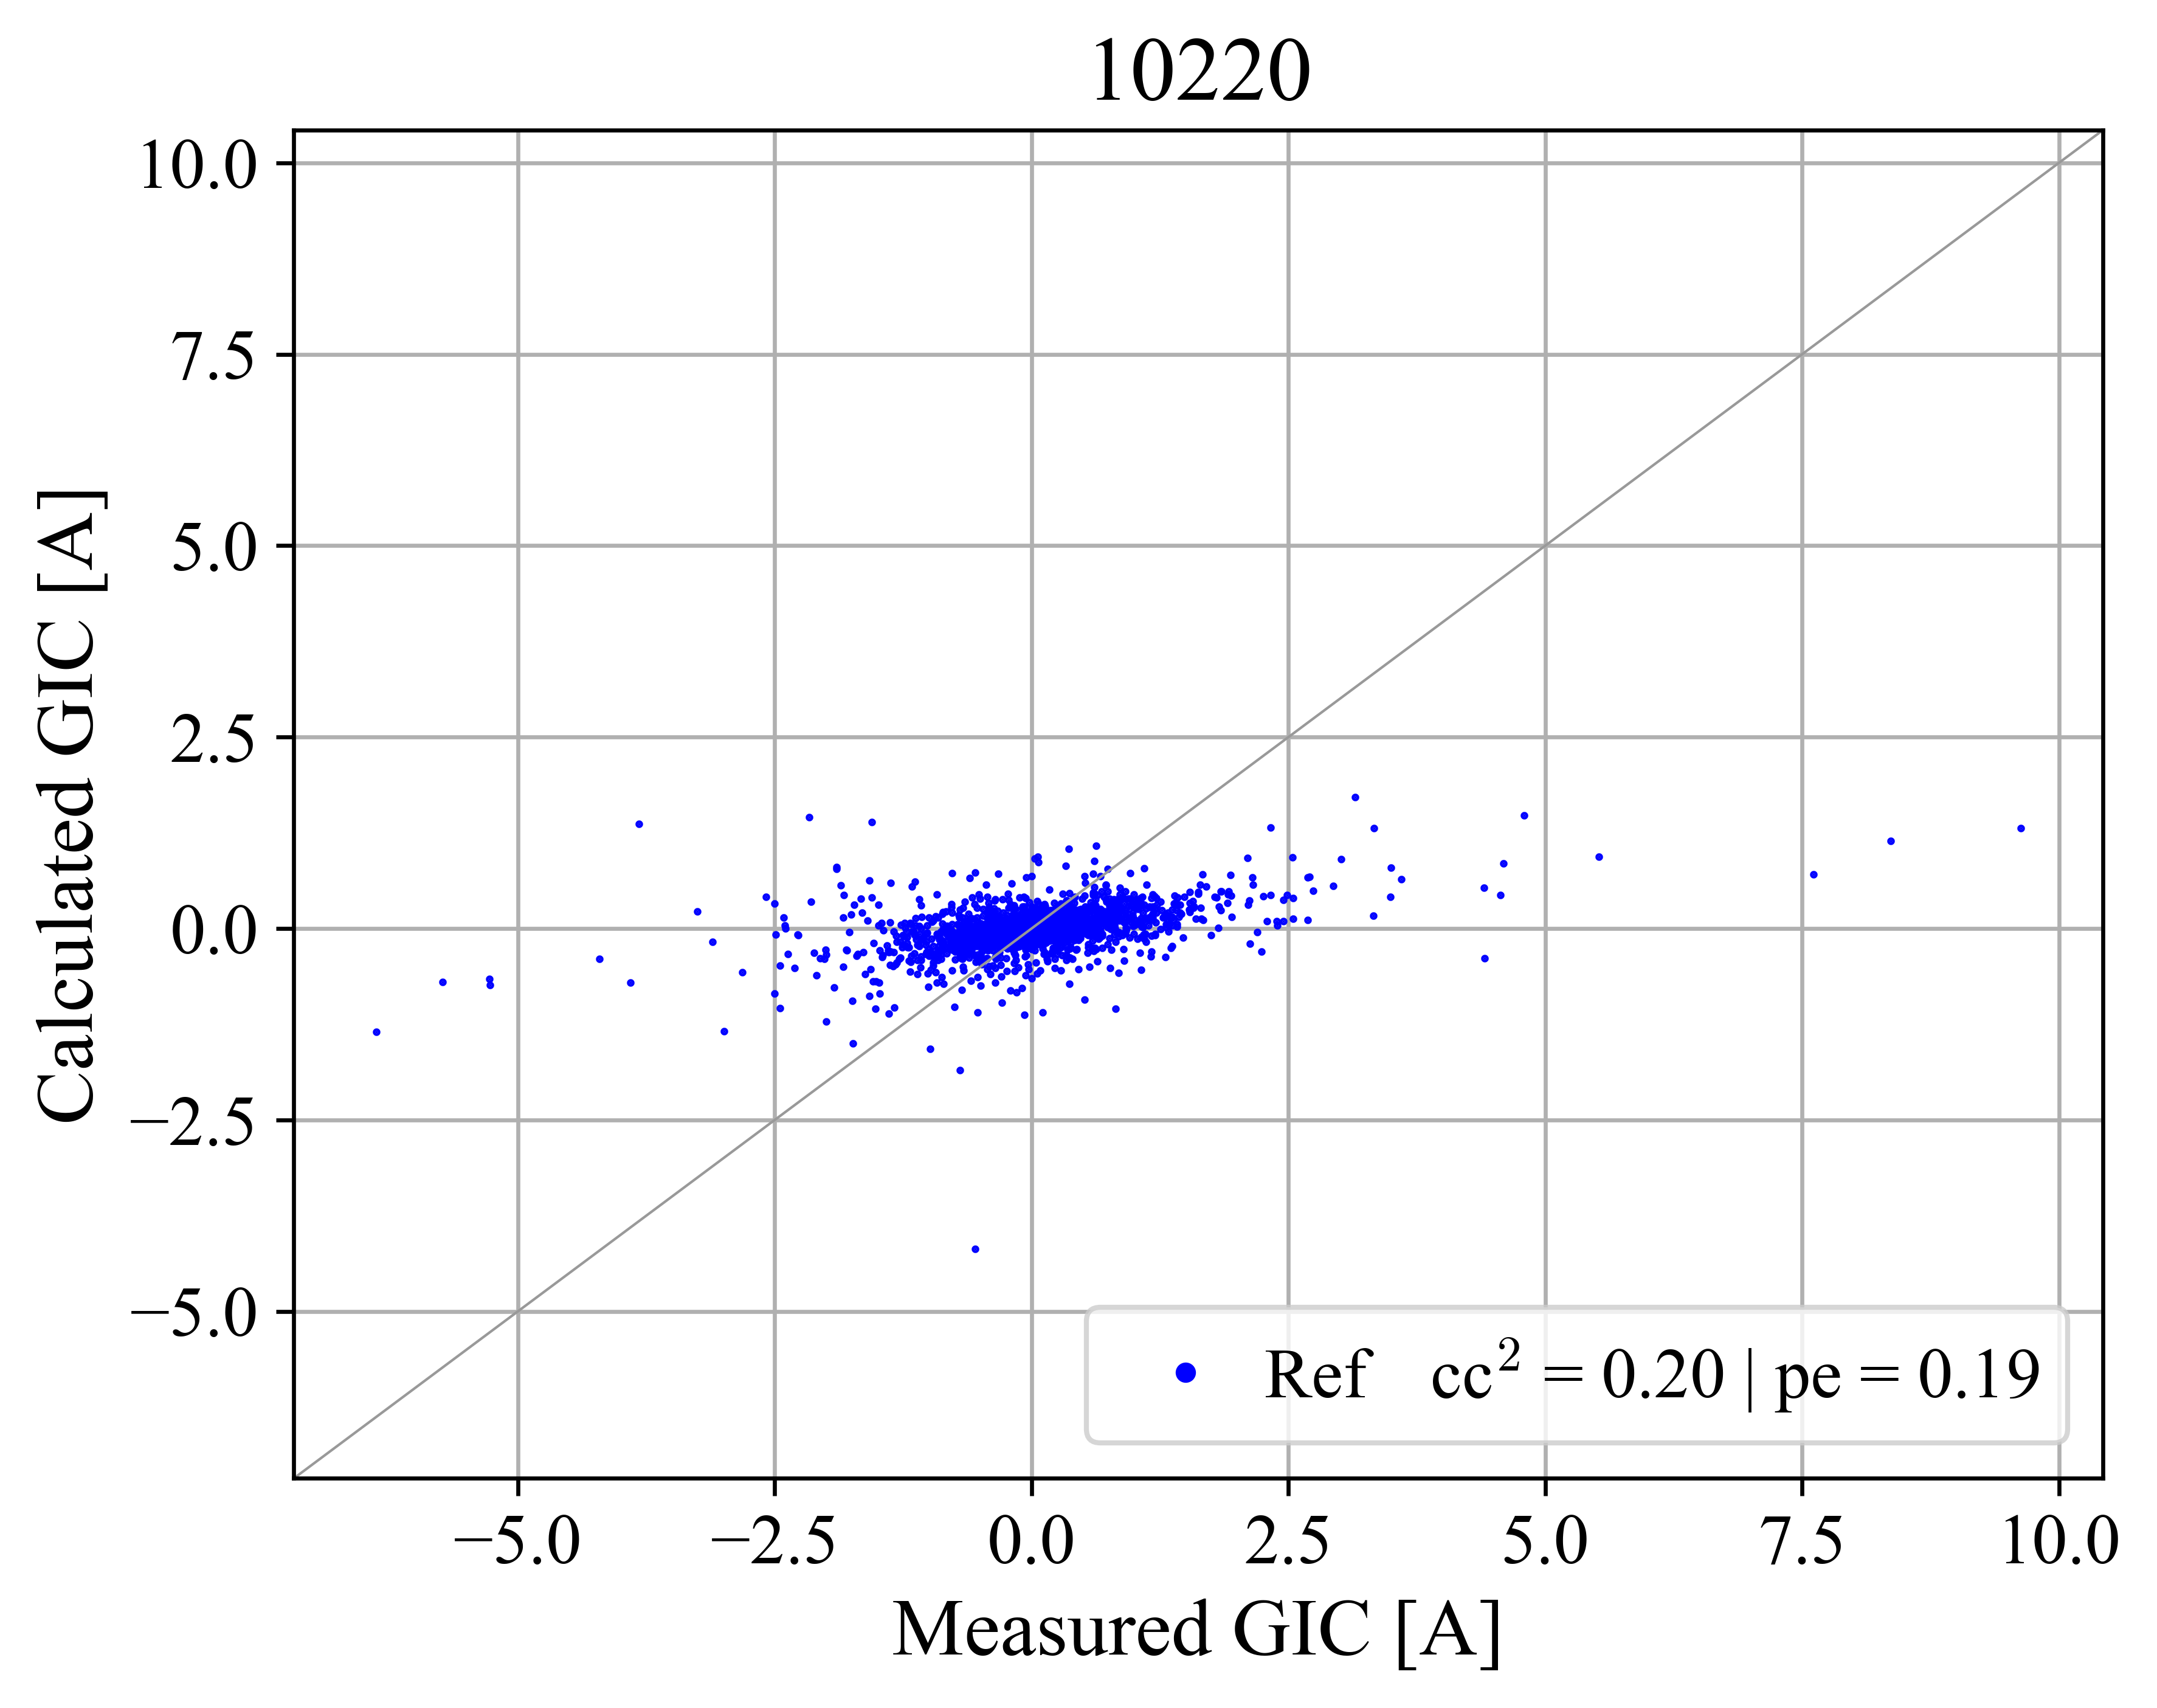 10220
10.0
7.5
5.0
2.5
0.0
−2.5
−5.0
Calculated GIC [A]
Ref cc² = 0.20 | pe = 0.19
−5.0 −2.5 0.0 2.5 5.0 7.5 10.0
Measured GIC [A]